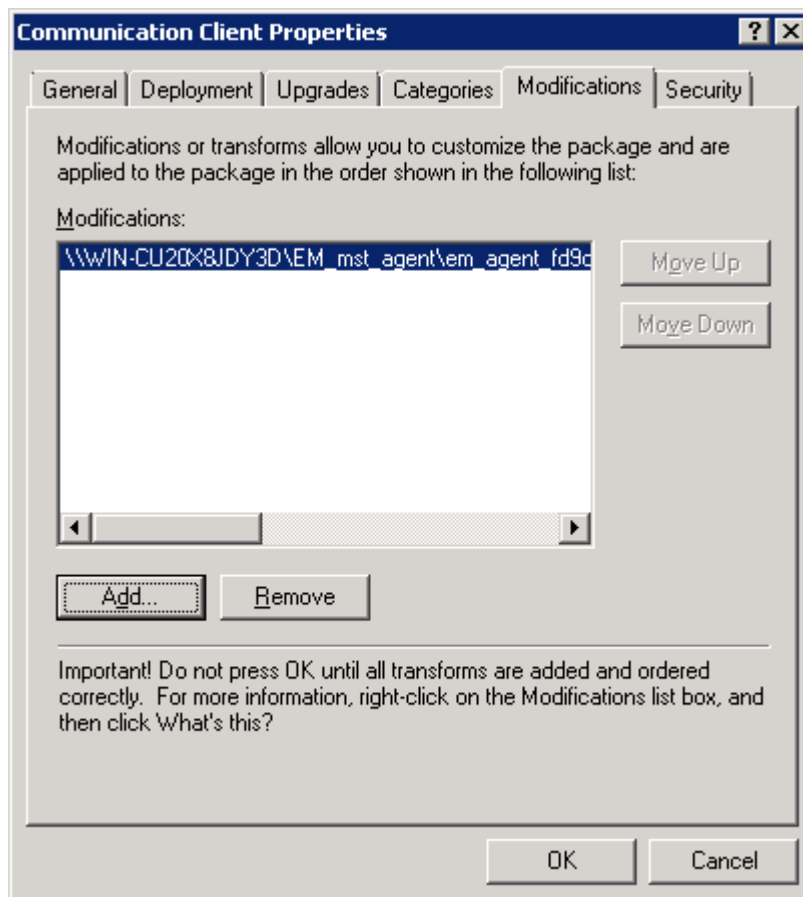 Communication Client Properties
General Deployment Upgrades Categories Modifications Security
Modifications or transforms allow you to customize the package and are
applied to the package in the order shown in the following list:
Modifications:
\\WIN-CU20X8JDY3D\EM_mst_agent\em_agent_fd9c
Move Up
Move Down
Add...
Remove
Important! Do not press OK until all transforms are added and ordered
correctly. For more information, right-click on the Modifications list box, and
then click What's this?
OK
Cancel